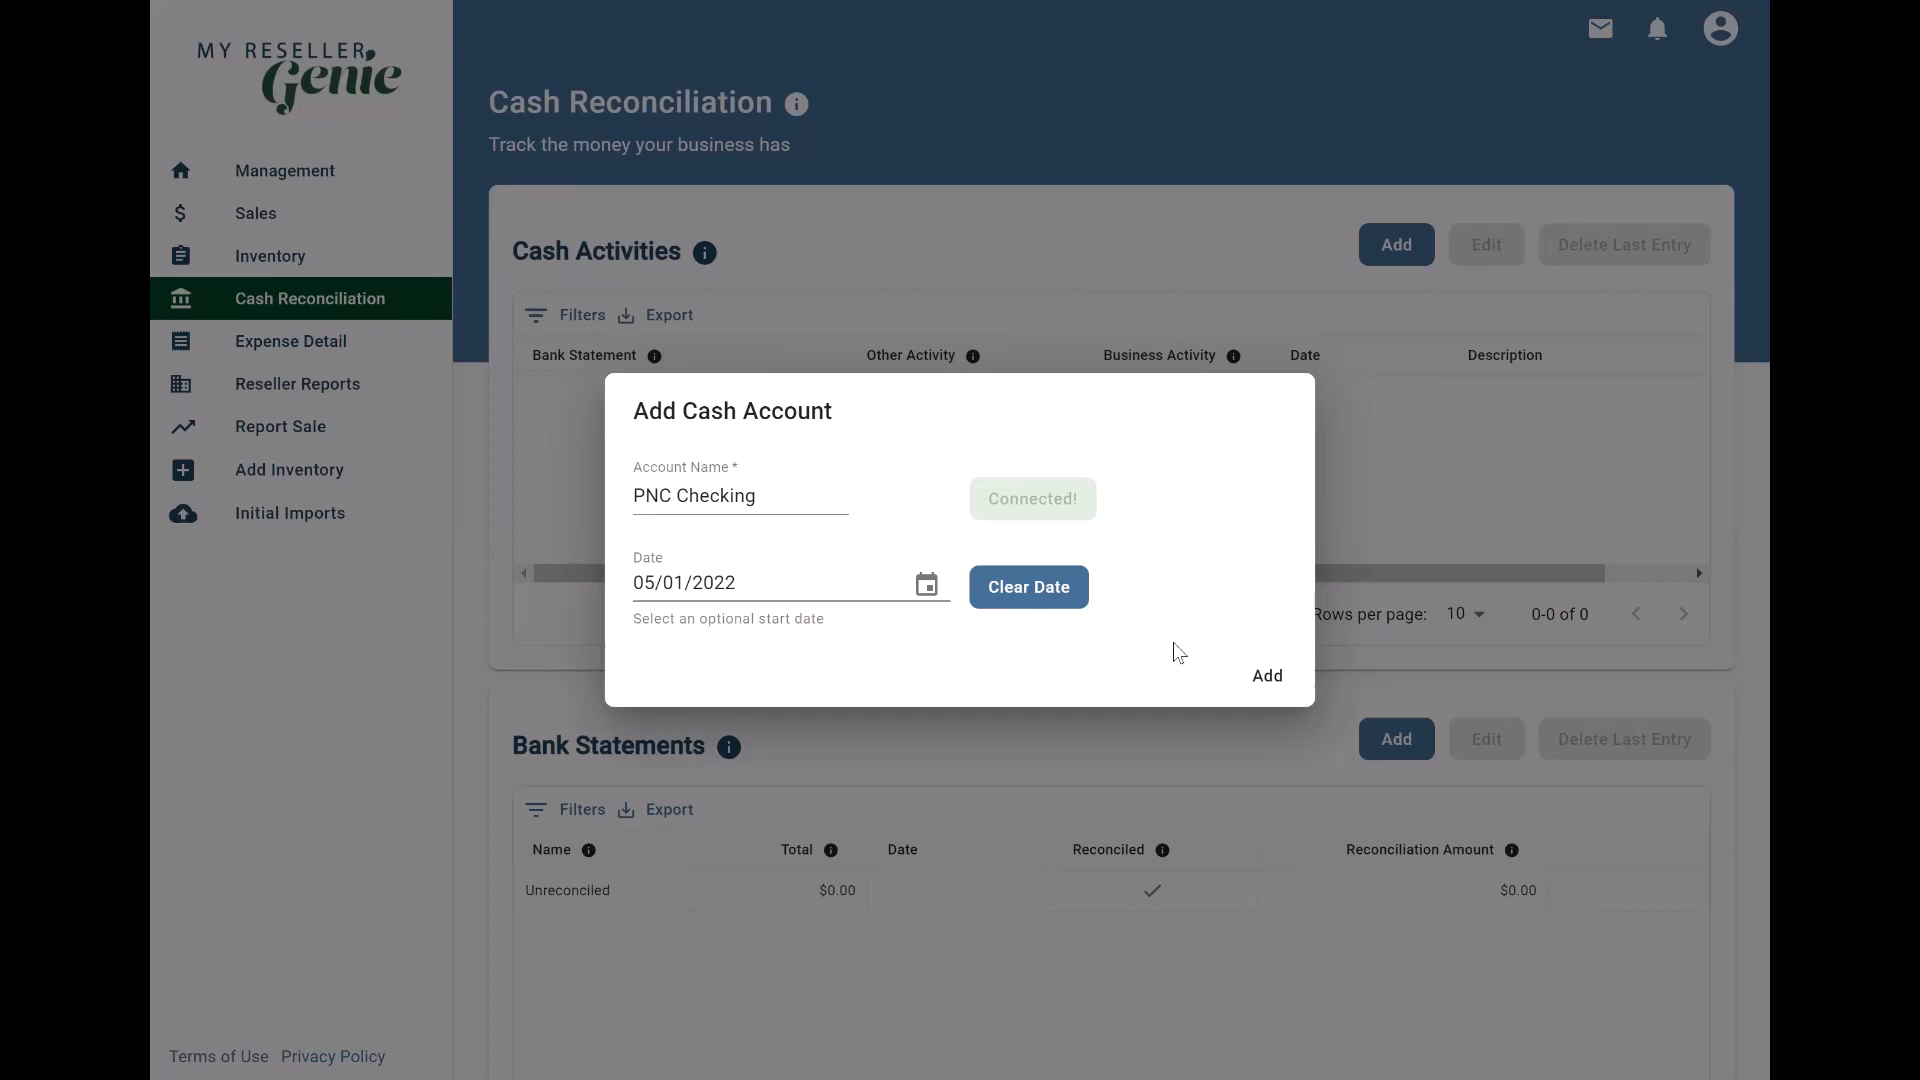 MY RESELLER
Genie
Management
Sales
Inventory
Cash Reconciliation
Expense Detail
Reseller Reports
Report Sale
Add Inventory
Initial Imports
Terms of Use Privacy Policy
Cash Reconciliation
Track the money your business has
Cash Activities
Add Edit Delete Last Entry
Filters Export
Bank Statement Other Activity Business Activity Date Description
Add Cash Account
Account Name *
PNC Checking
Connected!
Date
05/01/2022
Clear Date
Select an optional start date
Add
Rows per page: 10 0-0 of 0
Bank Statements
Add Edit Delete Last Entry
Filters Export
Name Total Date Reconciled Reconciliation Amount
Unreconciled $0.00 $0.00